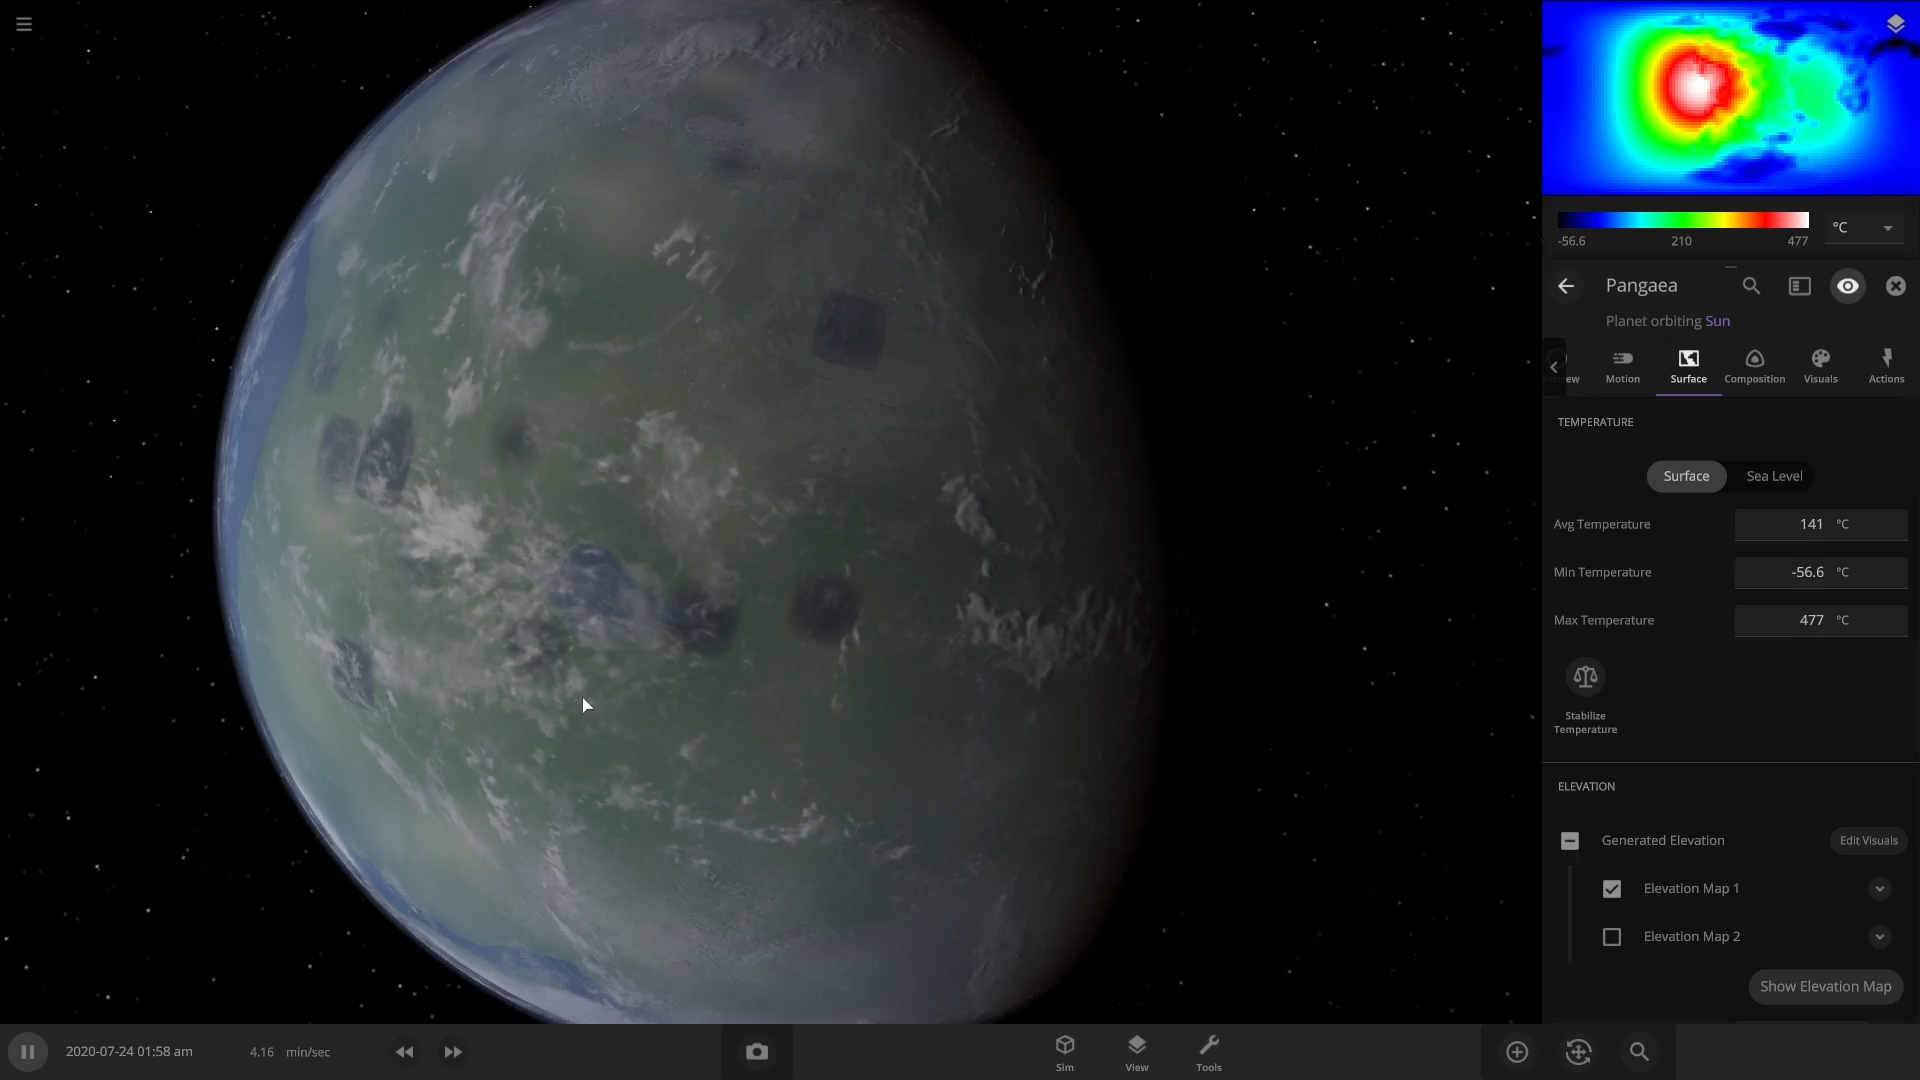 -56.6 210 477 °C
Pangaea
Planet orbiting Sun
Motion Surface Composition Visuals Actions
TEMPERATURE
Surface Sea Level
Avg Temperature 141 °C
Min Temperature -56.6 °C
Max Temperature 477 °C
Stabilize
Temperature
ELEVATION
Generated Elevation Edit Visuals
Elevation Map 1
Elevation Map 2
Show Elevation Map
2020-07-24 01:58 am 4.16 min/sec
Sim View Tools